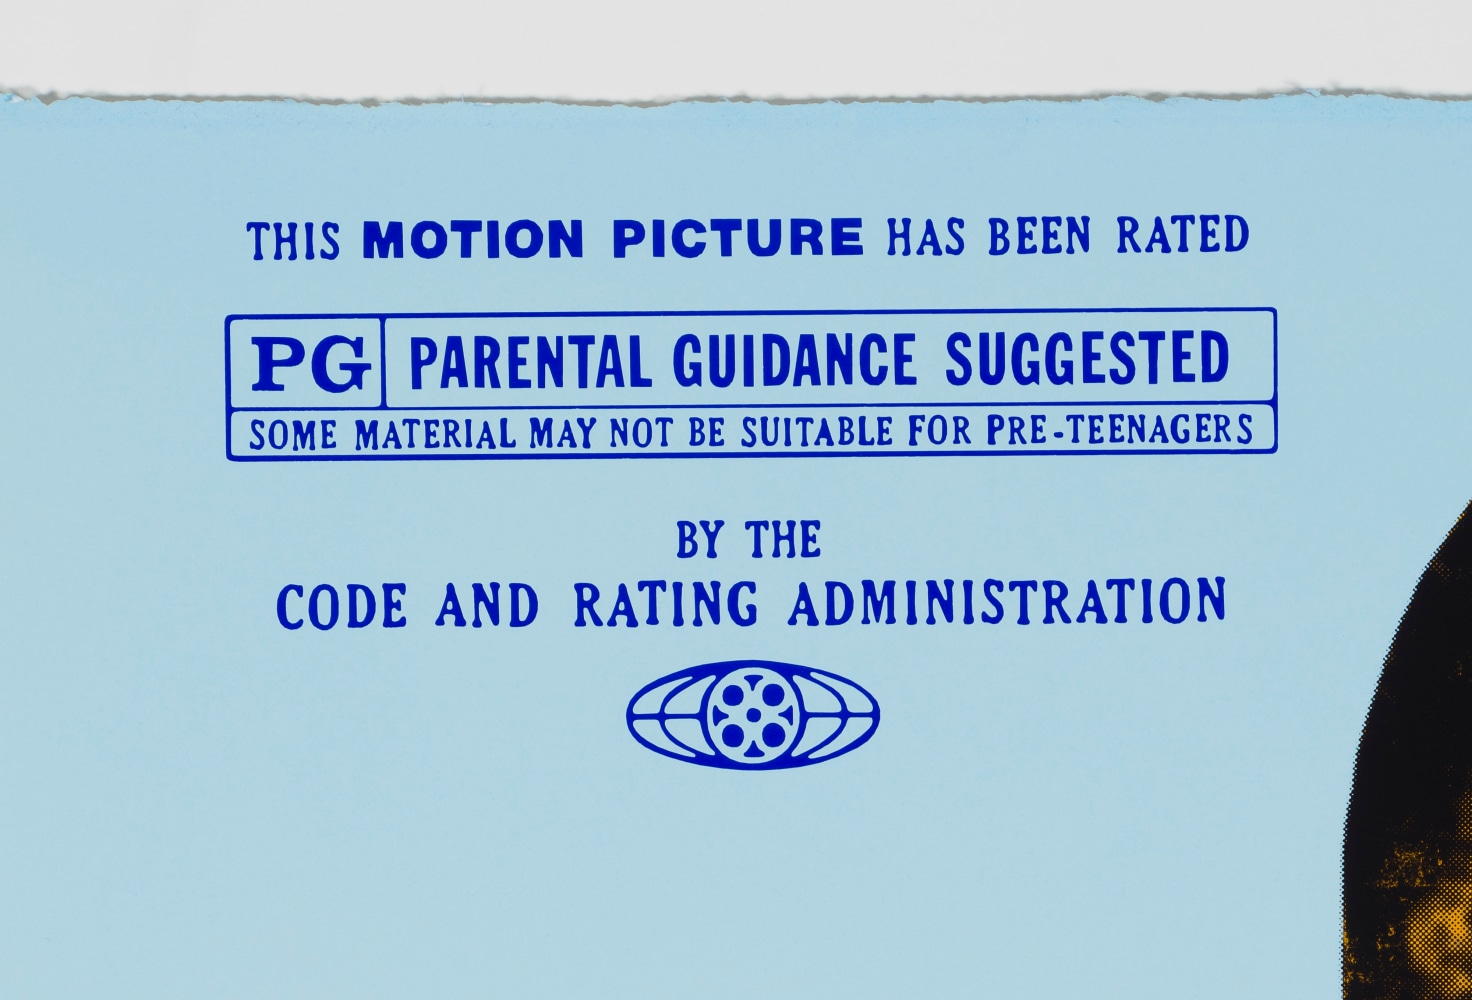 THIS MOTION PICTURE HAS BEEN RATED
PG PARENTAL GUIDANCE SUGGESTED
SOME MATERIAL MAY NOT BE SUITABLE FOR PRE-TEENAGERS
BY THE
CODE AND RATING ADMINISTRATION